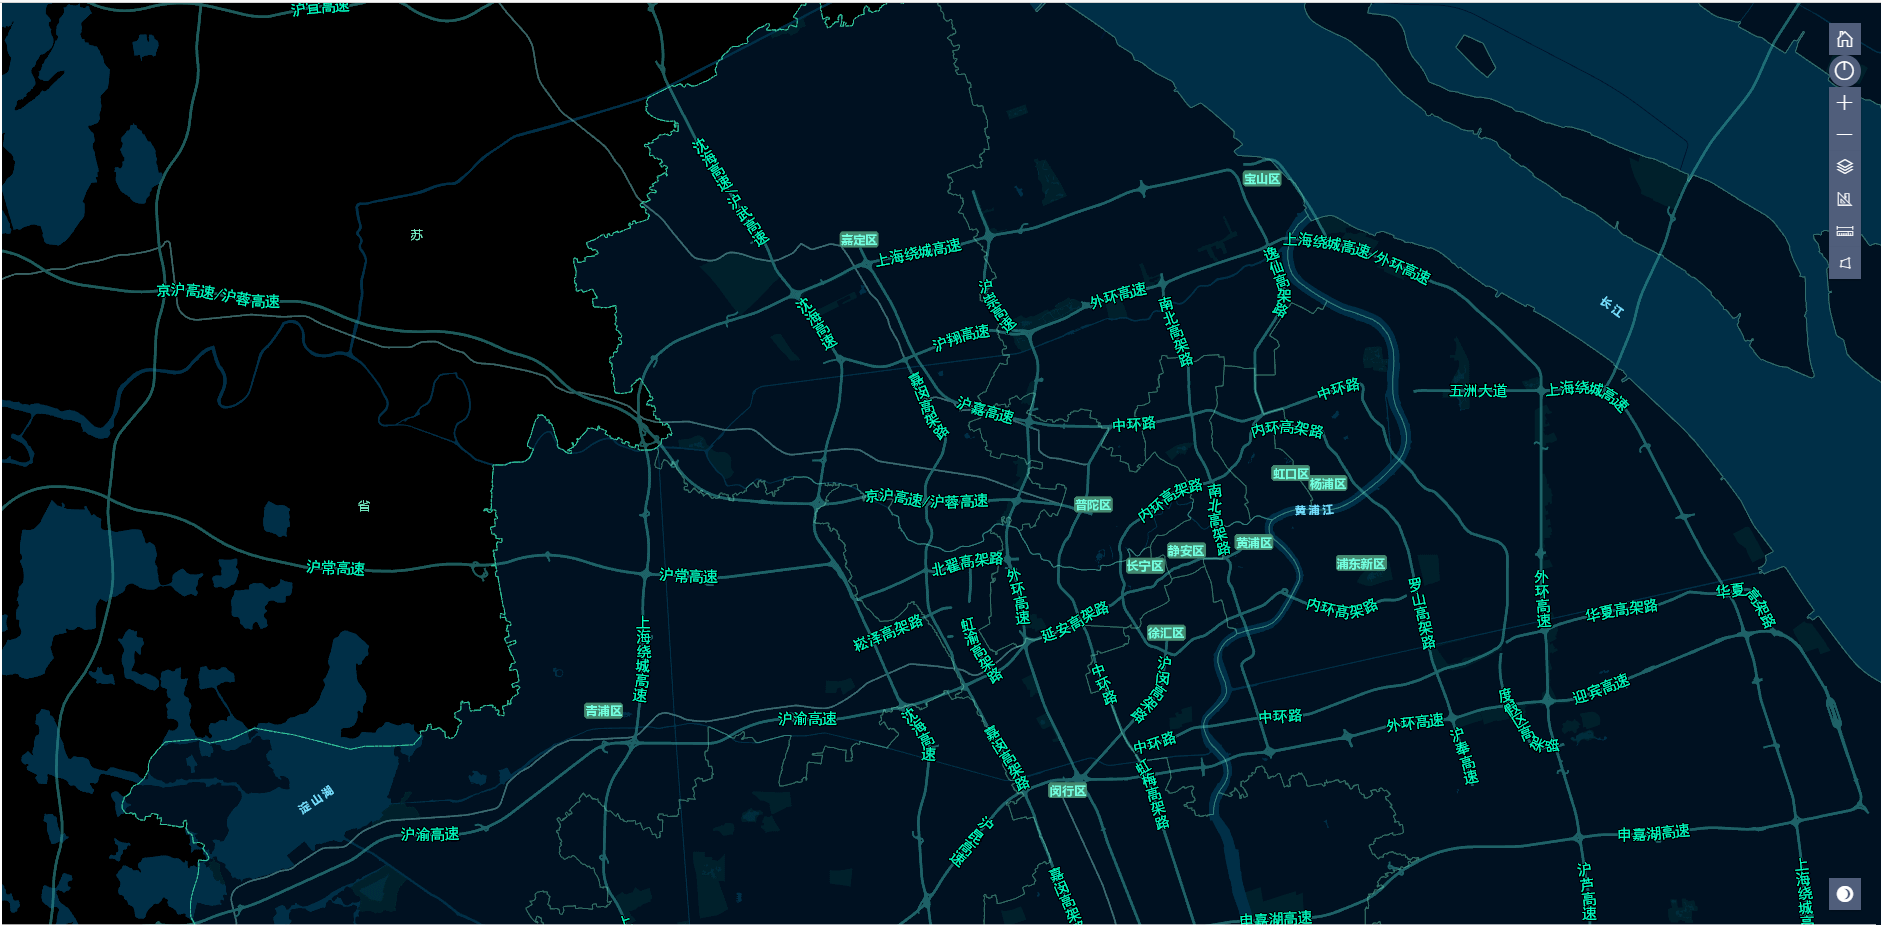 沪宜高速
沈海高速/沪武高速
宝山区
苏
嘉定区
上海绕城高速
上海绕城高速/外环高速
逸仙高架路
京沪高速/沪蓉高速
沪崇高速
外环高速
南北高架路
长江
沈海高速
沪翔高速
嘉闵高架路
沪嘉高速
中环路
中环路
五洲大道
上海绕城高速
内环高架路
虹口区
杨浦区
省
京沪高速/沪蓉高速
普陀区
内环高架路
南北高架路
黄浦江
黄浦区
静安区
长宁区
浦东新区
沪常高速
沪常高速
北翟高架路
外环高速
外环高速
罗山高架路
内环高架路
华夏高架路
华夏高架路
延安高架路
崧泽高架路
虹渝高架路
徐汇区
上海绕城高速
中环路
沪闵高架路
青浦区
沪渝高速
沈海高速
嘉闵高架路
中环路
中环路
外环高速
沪奉高速
度假区高架路
迎宾高速
虹梅高架路
闵行区
淀山湖
沪渝高速
沪昆高速
申嘉湖高速
嘉闵高架路
沪芦高速
上海绕城高
申嘉湖高速
上